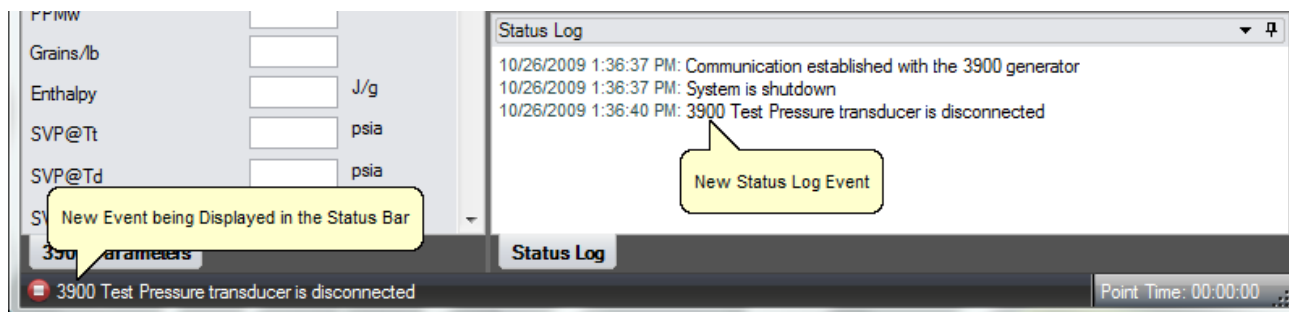 PPMw
Grains/lb
Enthalpy J/g
SVP@Tt psia
SVP@Td psia
New Event being Displayed in the Status Bar
Status Log
10/26/2009 1:36:37 PM: Communication established with the 3900 generator
10/26/2009 1:36:37 PM: System is shutdown
10/26/2009 1:36:40 PM: 3900 Test Pressure transducer is disconnected
New Status Log Event
Status Log
3900 Test Pressure transducer is disconnected
Point Time: 00:00:00